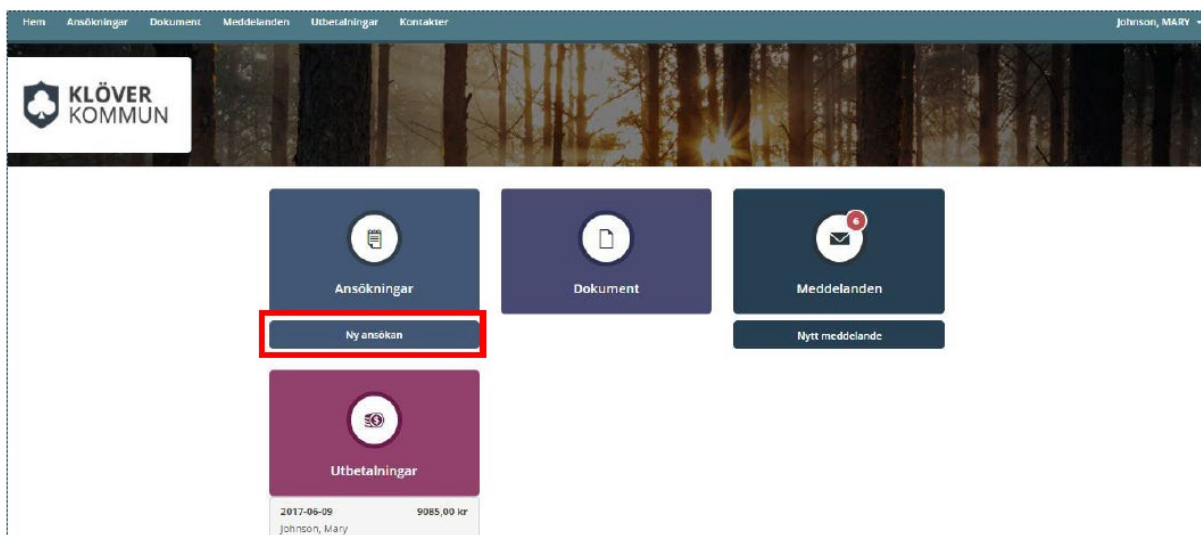 Hem Ansökningar Dokument Meddelanden Utbetalningar Kontakter Johnson, MARY
KLÖVER
KOMMUN
6
Ansökningar Dokument Meddelanden
Ny ansökan Nytt meddelande
Utbetalningar
2017-06-09 9085,00 kr
Johnson, Mary